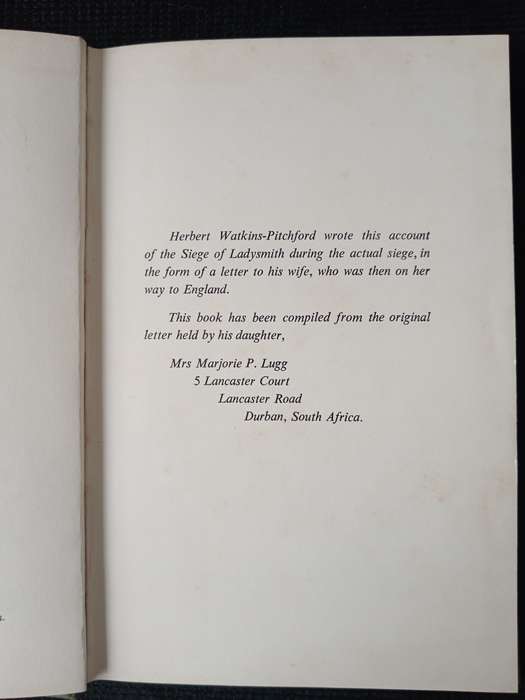 Herbert Watkins-Pitchford wrote this account
of the Siege of Ladysmith during the actual siege, in
the form of a letter to his wife, who was then on her
way to England.
This book has been compiled from the original
letter held by his daughter,
Mrs Marjorie P. Lugg
5 Lancaster Court
Lancaster Road
Durban, South Africa.